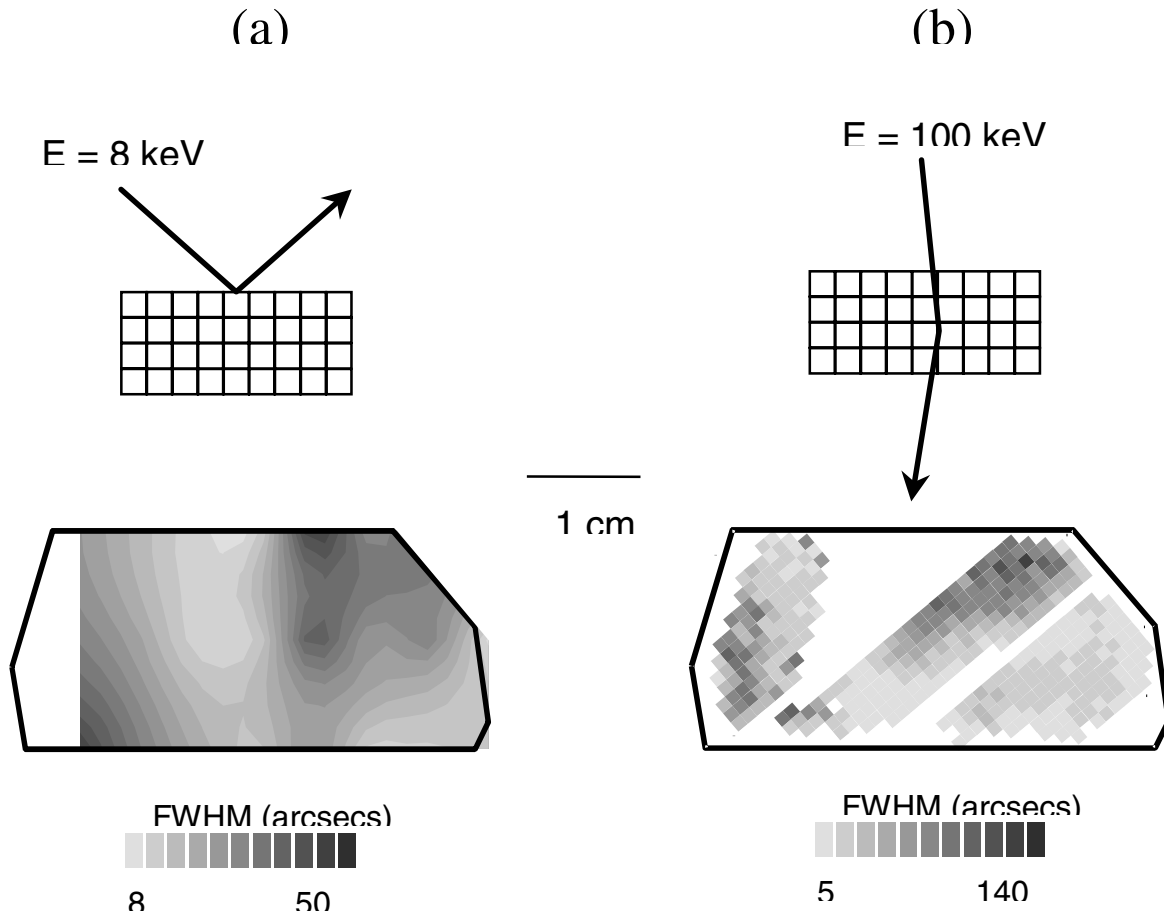 (a)
(b)
E = 8 keV
E = 100 keV
1 cm
FWHM (arcsecs)
8 50
FWHM (arcsecs)
5 140